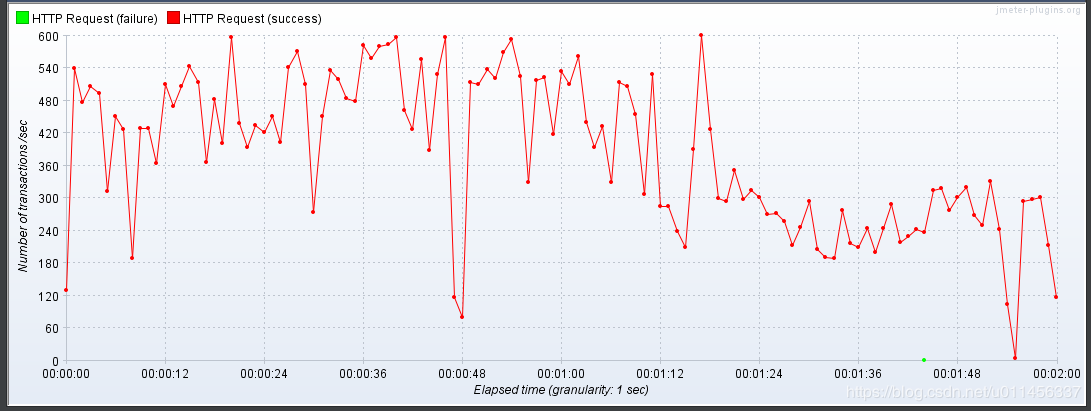 HTTP Request (failure) HTTP Request (success)
jmeter-plugins.org
600
540
480
420
360
300
240
180
120
60
0
Number of transactions /sec
00:00:00 00:00:12 00:00:24 00:00:36 00:00:48 00:01:00 00:01:12 00:01:24 00:01:36 00:01:48 00:02:00
Elapsed time (granularity: 1 sec)
https://blog.csdn.net/u011456337